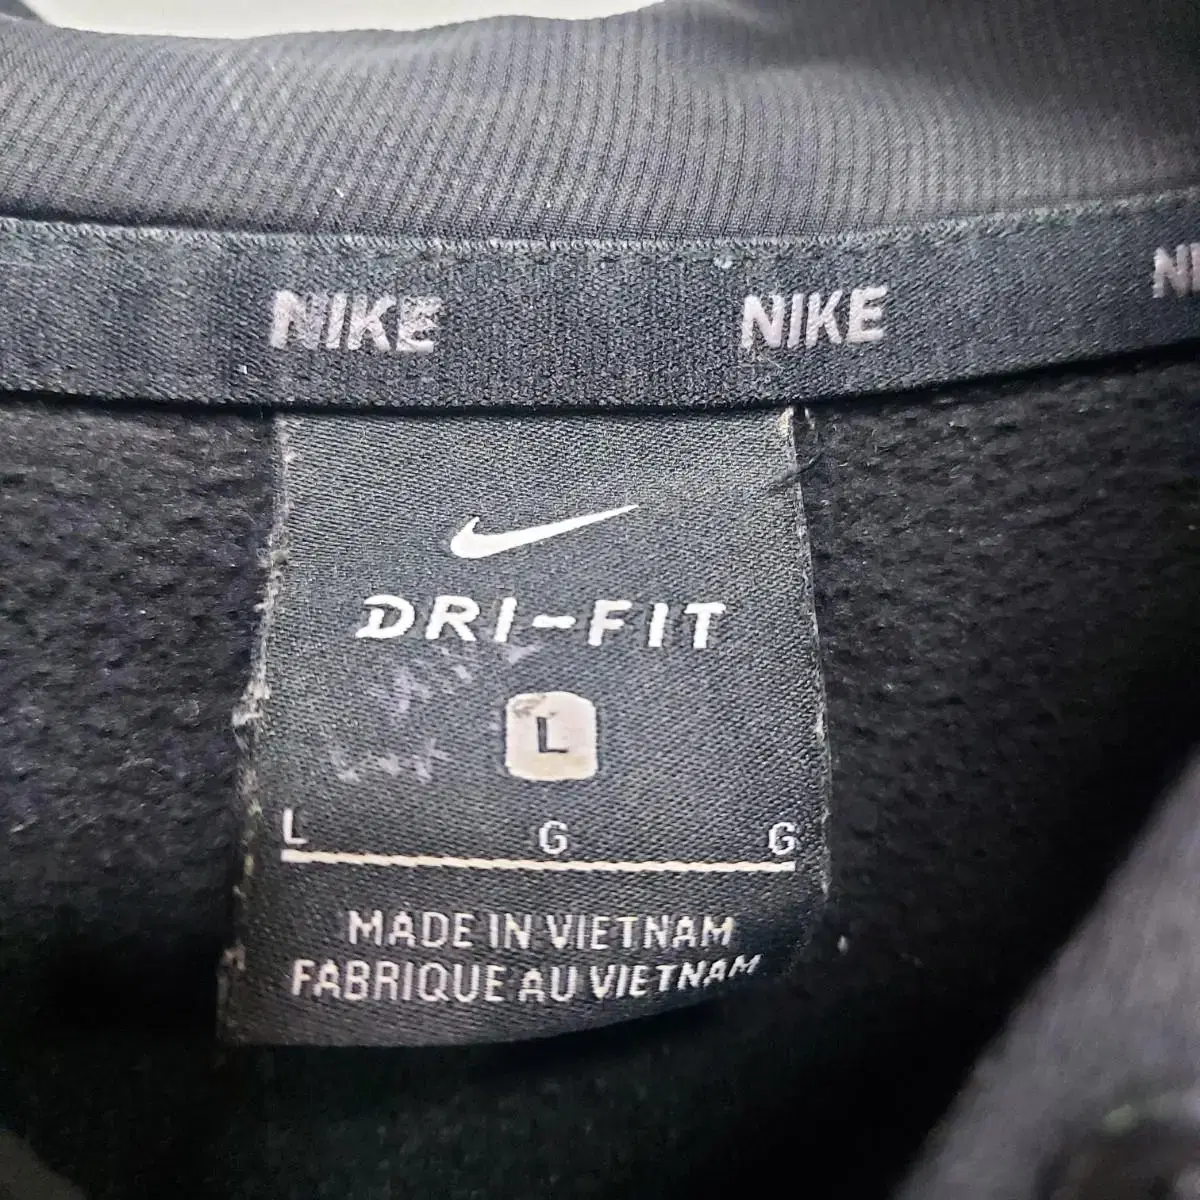 NIKE NIKE NI
DRI-FIT
L
L G G
MADE IN VIETNAM
FABRIQUE AU VIETNAM